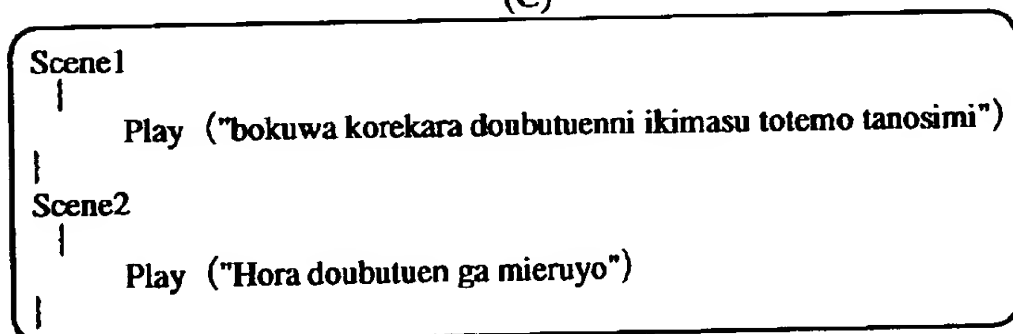 (C)
Scene1
{
Play ("bokuwa korekara doubutuenni ikimasu totemo tanosimi")
}
Scene2
{
Play ("Hora doubutuen ga mieruyo")
}